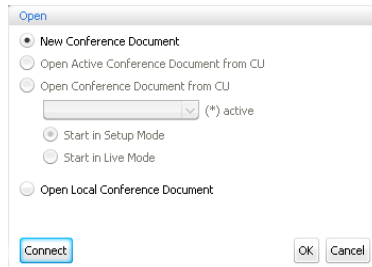 Open
New Conference Document
Open Active Conference Document from CU
Open Conference Document from CU
(*) active
Start in Setup Mode
Start in Live Mode
Open Local Conference Document
Connect OK Cancel